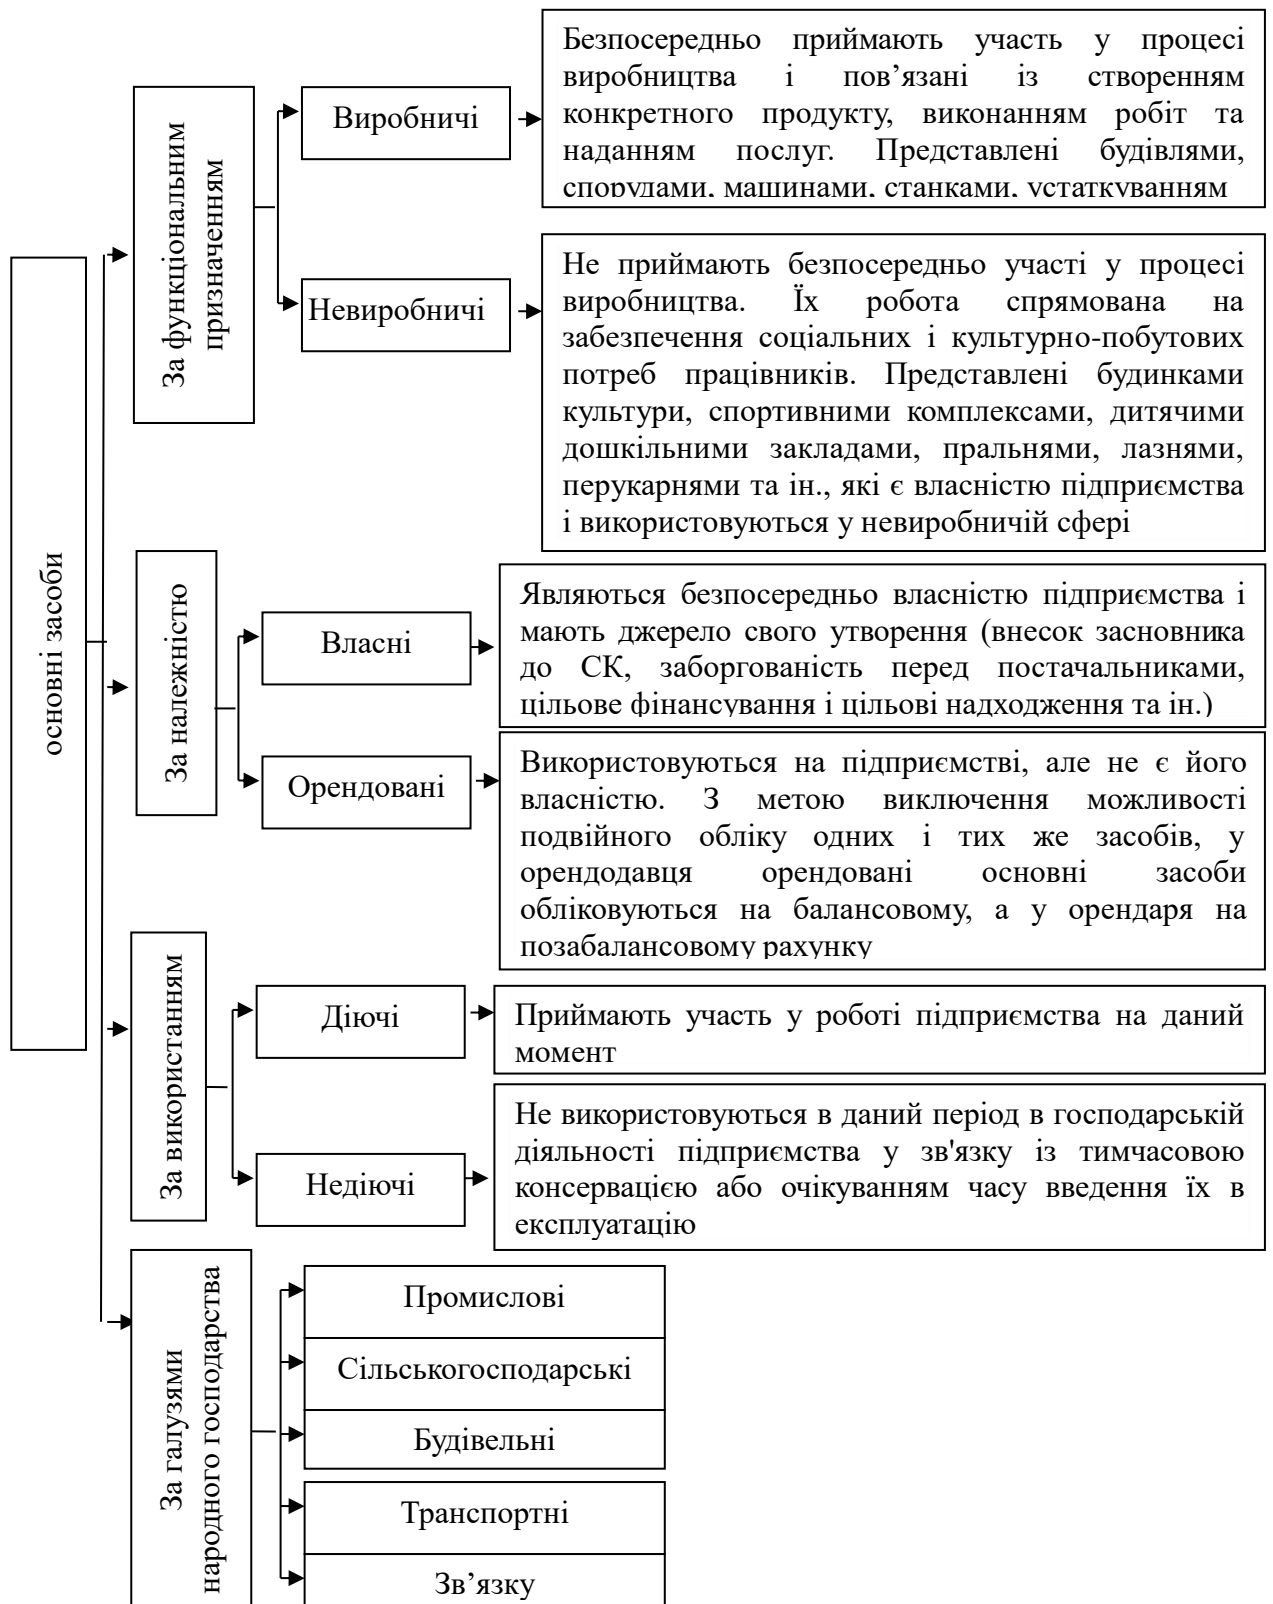 основні засоби
За функціональним
призначенням
Виробничі
Безпосередньо приймають участь у процесі
виробництва і пов’язані із створенням
конкретного продукту, виконанням робіт та
наданням послуг. Представлені будівлями,
спорудами, машинами, станками, устаткуванням
Невиробничі
Не приймають безпосередньо участі у процесі
виробництва. Їх робота спрямована на
забезпечення соціальних і культурно-побутових
потреб працівників. Представлені будинками
культури, спортивними комплексами, дитячими
дошкільними закладами, пральнями, лазнями,
перукарнями та ін., які є власністю підприємства
і використовуються у невиробничій сфері
За належністю
Власні
Являються безпосередньо власністю підприємства і
мають джерело свого утворення (внесок засновника
до СК, заборгованість перед постачальниками,
цільове фінансування і цільові надходження та ін.)
Орендовані
Використовуються на підприємстві, але не є його
власністю. З метою виключення можливості
подвійного обліку одних і тих же засобів, у
орендодавця орендовані основні засоби
обліковуються на балансовому, а у орендаря на
позабалансовому рахунку
За використанням
Діючі
Приймають участь у роботі підприємства на даний
момент
Недіючі
Не використовуються в даний період в господарській
діяльності підприємства у зв'язку із тимчасовою
консервацією або очікуванням часу введення їх в
експлуатацію
За галузями
народного господарства
Промислові
Сільськогосподарські
Будівельні
Транспортні
Зв’язку